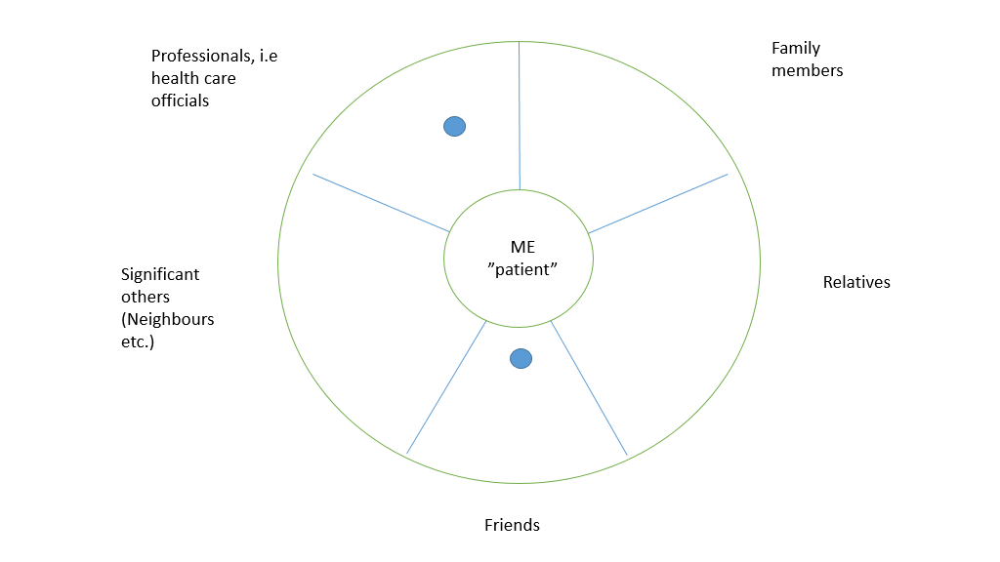 Professionals, i.e
health care
officials
Family
members
ME
”patient”
Significant
others
(Neighbours
etc.)
Relatives
Friends